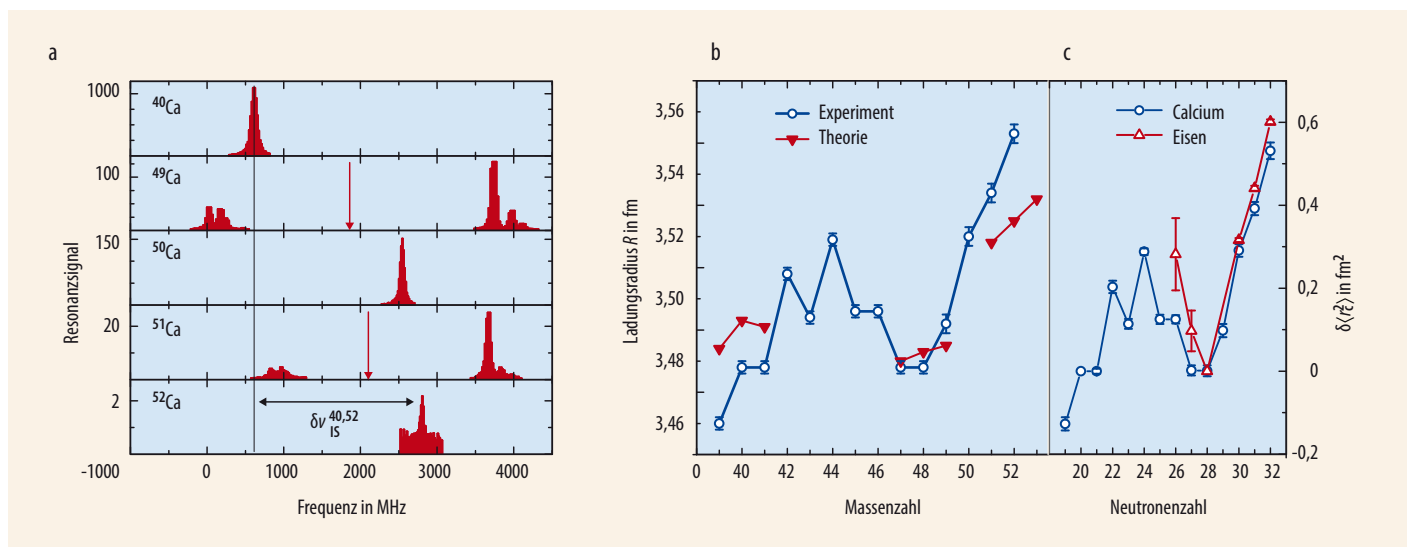 a
Resonanzsignal
1000
40Ca
100
49Ca
150
50Ca
20
51Ca
2
52Ca
δν 40,52 IS
-1000 0 1000 2000 3000 4000
Frequenz in MHz
b
Ladungsradius R in fm
3,56
3,54
3,52
3,50
3,48
3,46
Experiment
Theorie
0 40 42 44 46 48 50 52
Massenzahl
c
Calcium
Eisen
0,6
0,4
0,2
0
-0,2
δ⟨r²c⟩ in fm²
20 22 24 26 28 30 32
Neutronenzahl